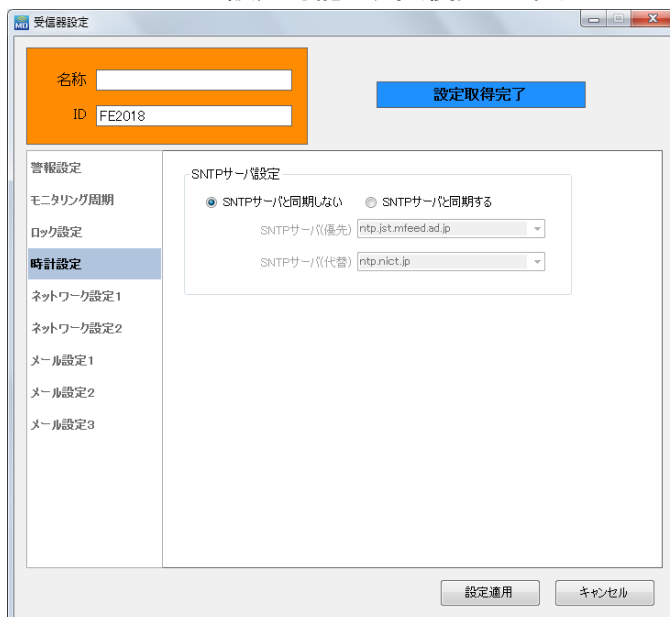 MD 受信器設定
名称
設定取得完了
ID FE2018
警報設定
モニタリング周期
ロック設定
時計設定
ネットワーク設定1
ネットワーク設定2
メール設定1
メール設定2
メール設定3
SNTPサーバ設定
SNTPサーバと同期しない SNTPサーバと同期する
SNTPサーバ(優先) ntp.jst.mfeed.ad.jp
SNTPサーバ(代替) ntp.nict.jp
設定適用 キャンセル